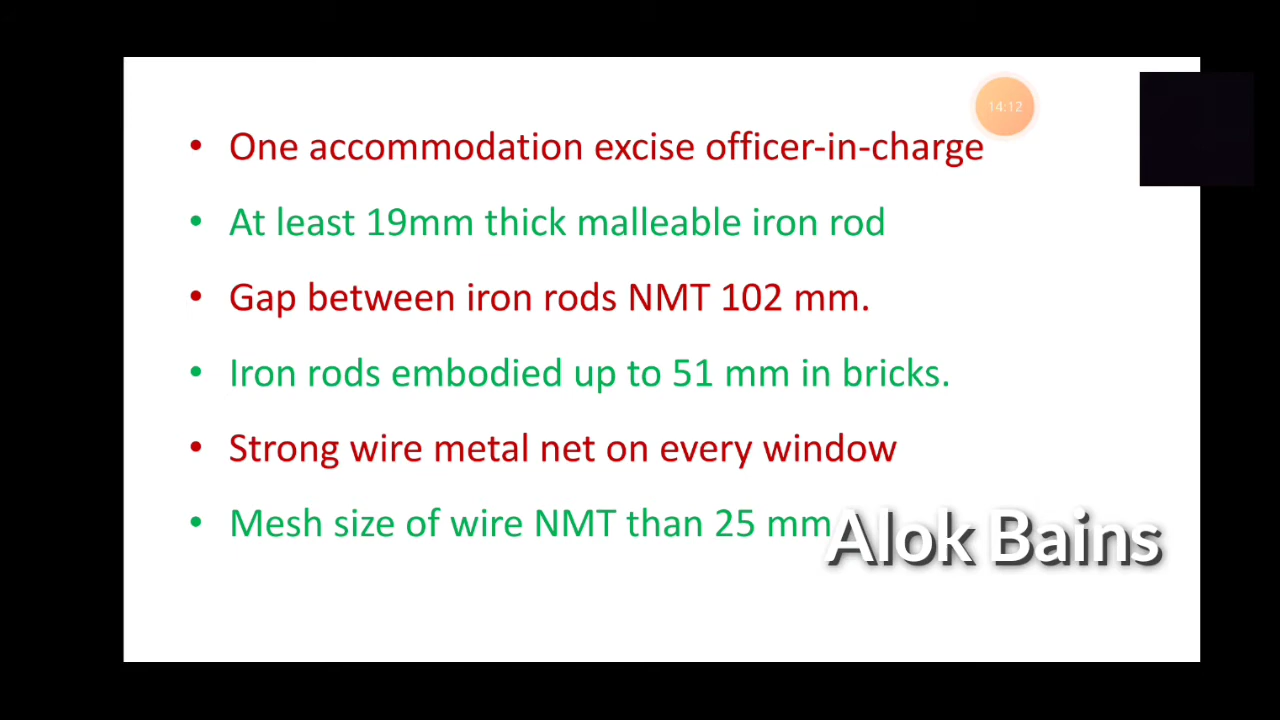 14:12
• One accommodation excise officer-in-charge
• At least 19mm thick malleable iron rod
• Gap between iron rods NMT 102 mm.
• Iron rods embodied up to 51 mm in bricks.
• Strong wire metal net on every window
• Mesh size of wire NMT than 25 mm
Alok Bains